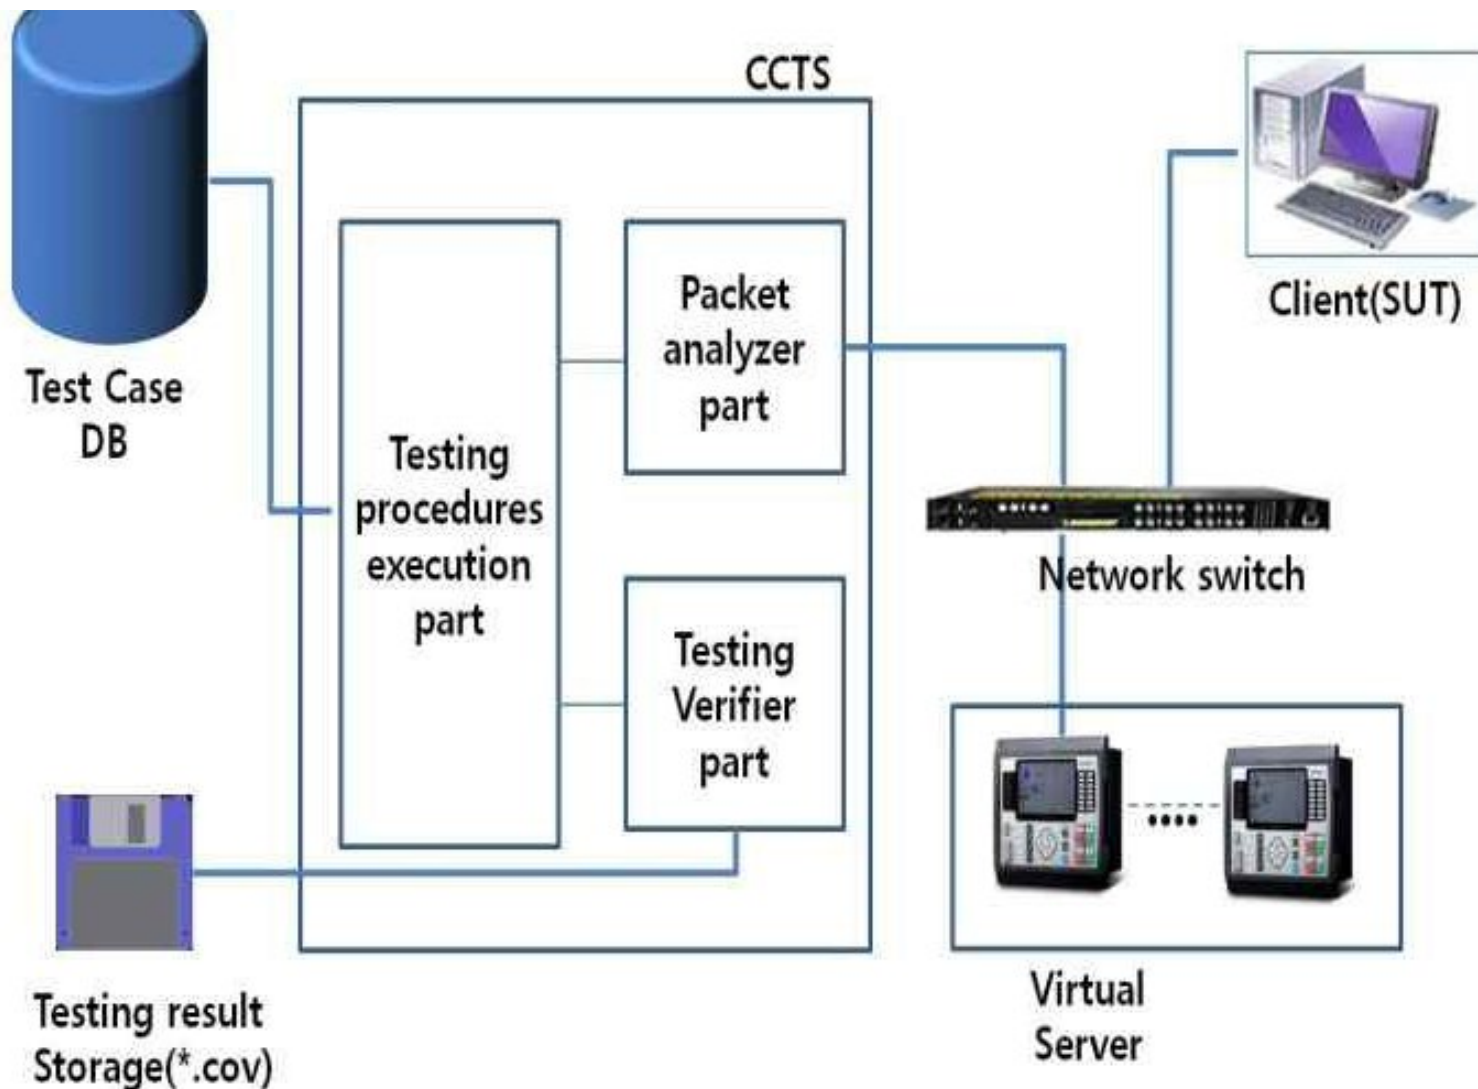 CCTS
Test Case
DB
Testing
procedures
execution
part
Packet
analyzer
part
Testing
Verifier
part
Client(SUT)
Network switch
Virtual
Server
Testing result
Storage(*.cov)